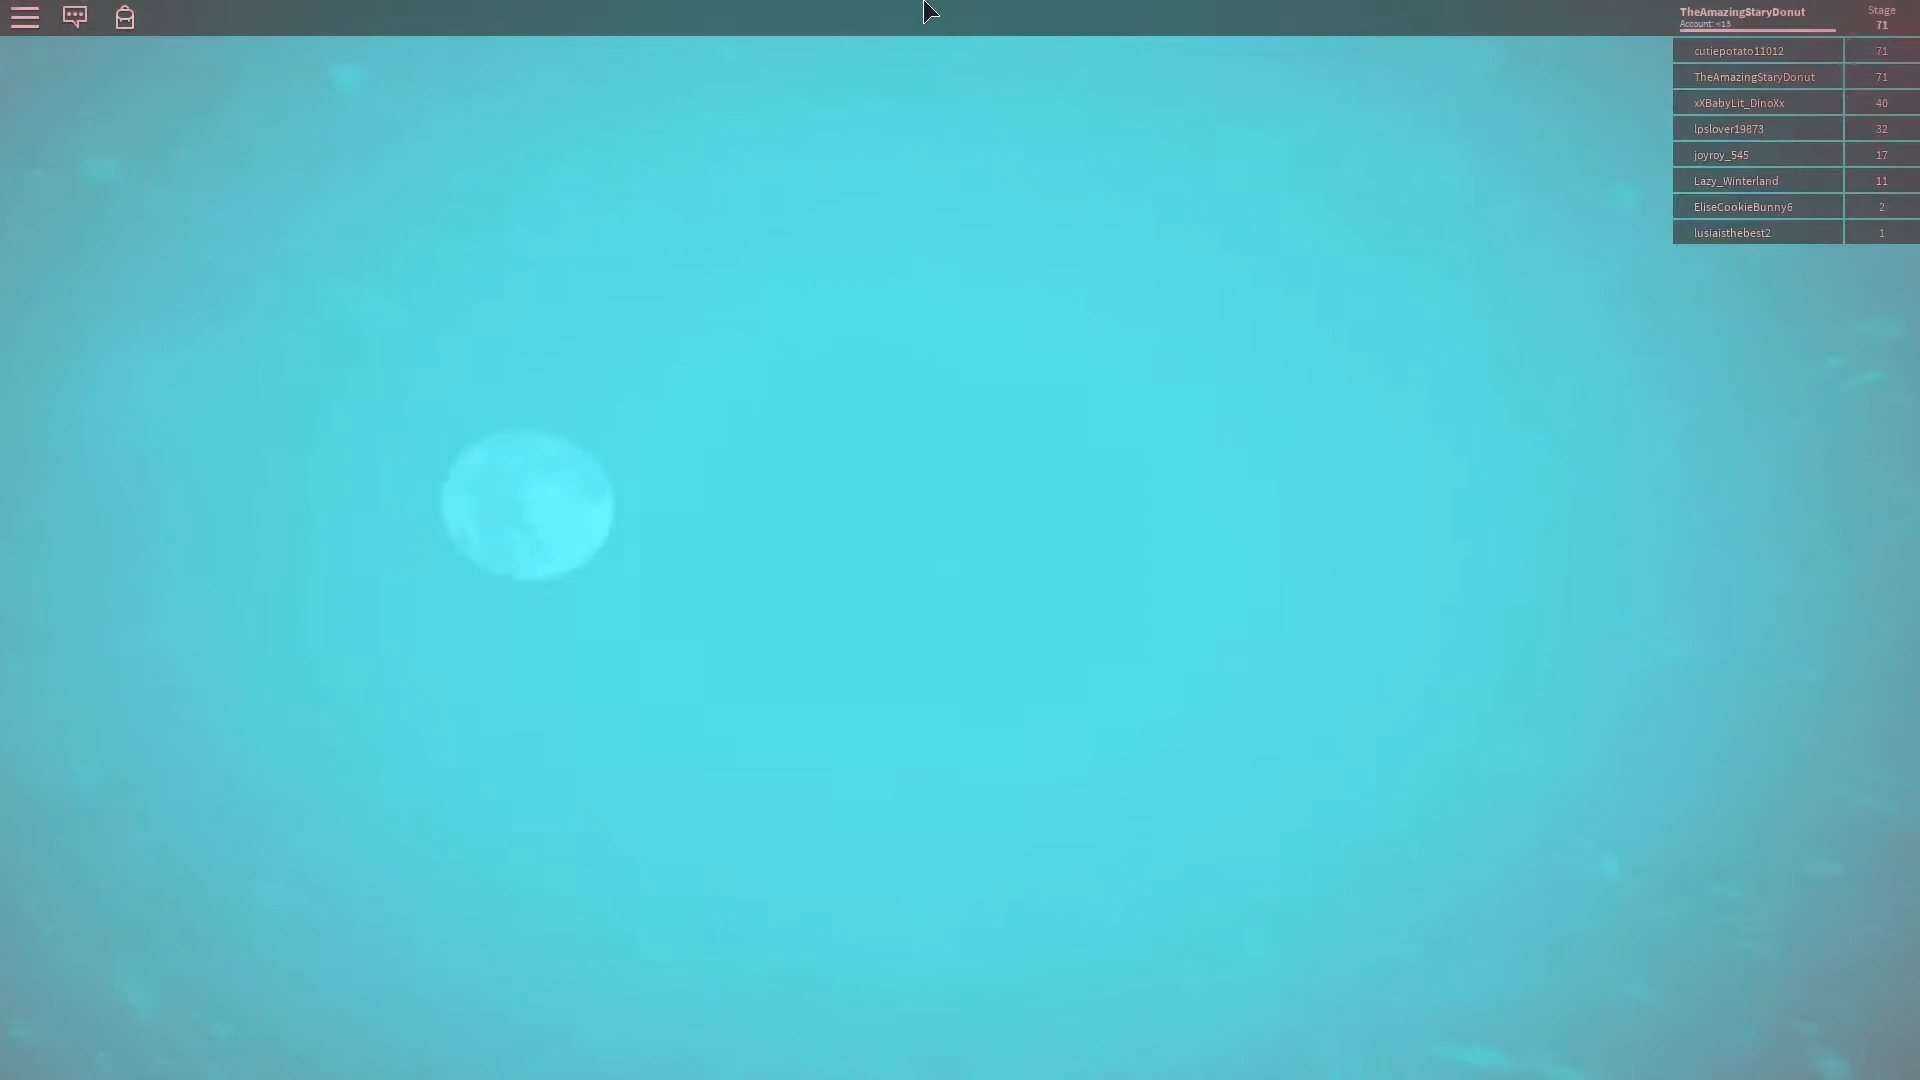 TheAmazingStaryDonut
Account: <13
Stage
71
cutiepotato11012 71
TheAmazingStaryDonut 71
xXBabyLit_DinoXx 40
lpslover19873 32
joyroy_545 17
Lazy_Winterland 11
EliseCookieBunny6 2
lusiaisthebest2 1